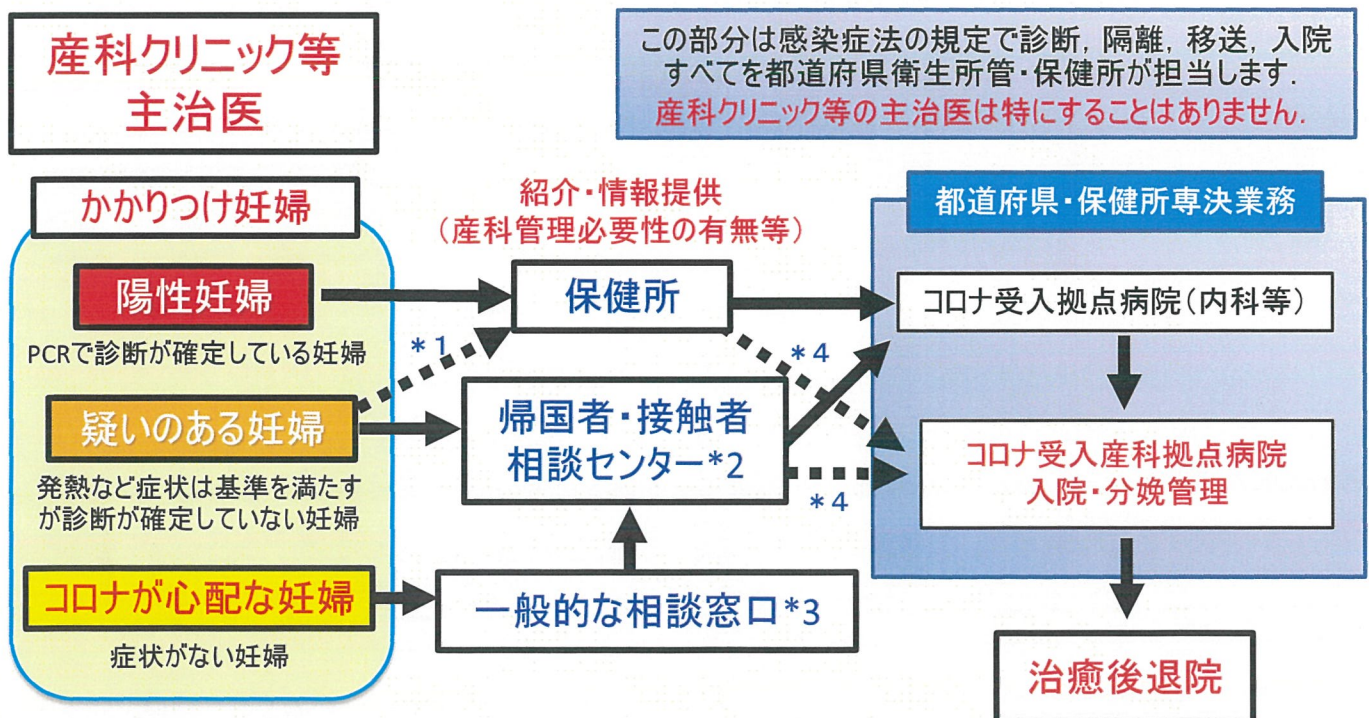 産科クリニック等
主治医
この部分は感染症法の規定で診断, 隔離, 移送, 入院
すべてを都道府県衛生所管・保健所が担当します.
産科クリニック等の主治医は特にすることはありません.
かかりつけ妊婦
紹介・情報提供
（産科管理必要性の有無等）
都道府県・保健所専決業務
陽性妊婦
PCRで診断が確定している妊婦
保健所
コロナ受入拠点病院（内科等）
*1
*4
疑いのある妊婦
発熱など症状は基準を満たす
が診断が確定していない妊婦
帰国者・接触者
相談センター*2
*4
コロナ受入産科拠点病院
入院・分娩管理
コロナが心配な妊婦
症状がない妊婦
一般的な相談窓口*3
治癒後退院